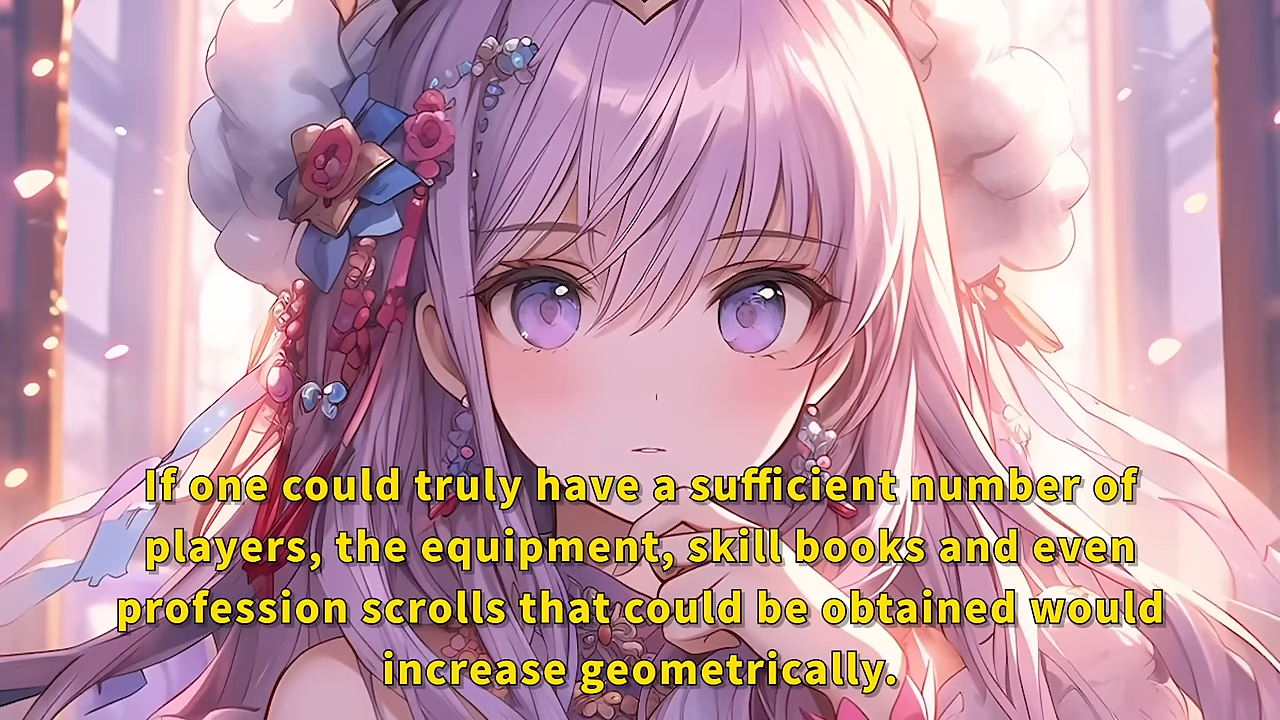 If one could truly have a sufficient number of
players, the equipment, skill books and even
profession scrolls that could be obtained would
increase geometrically.